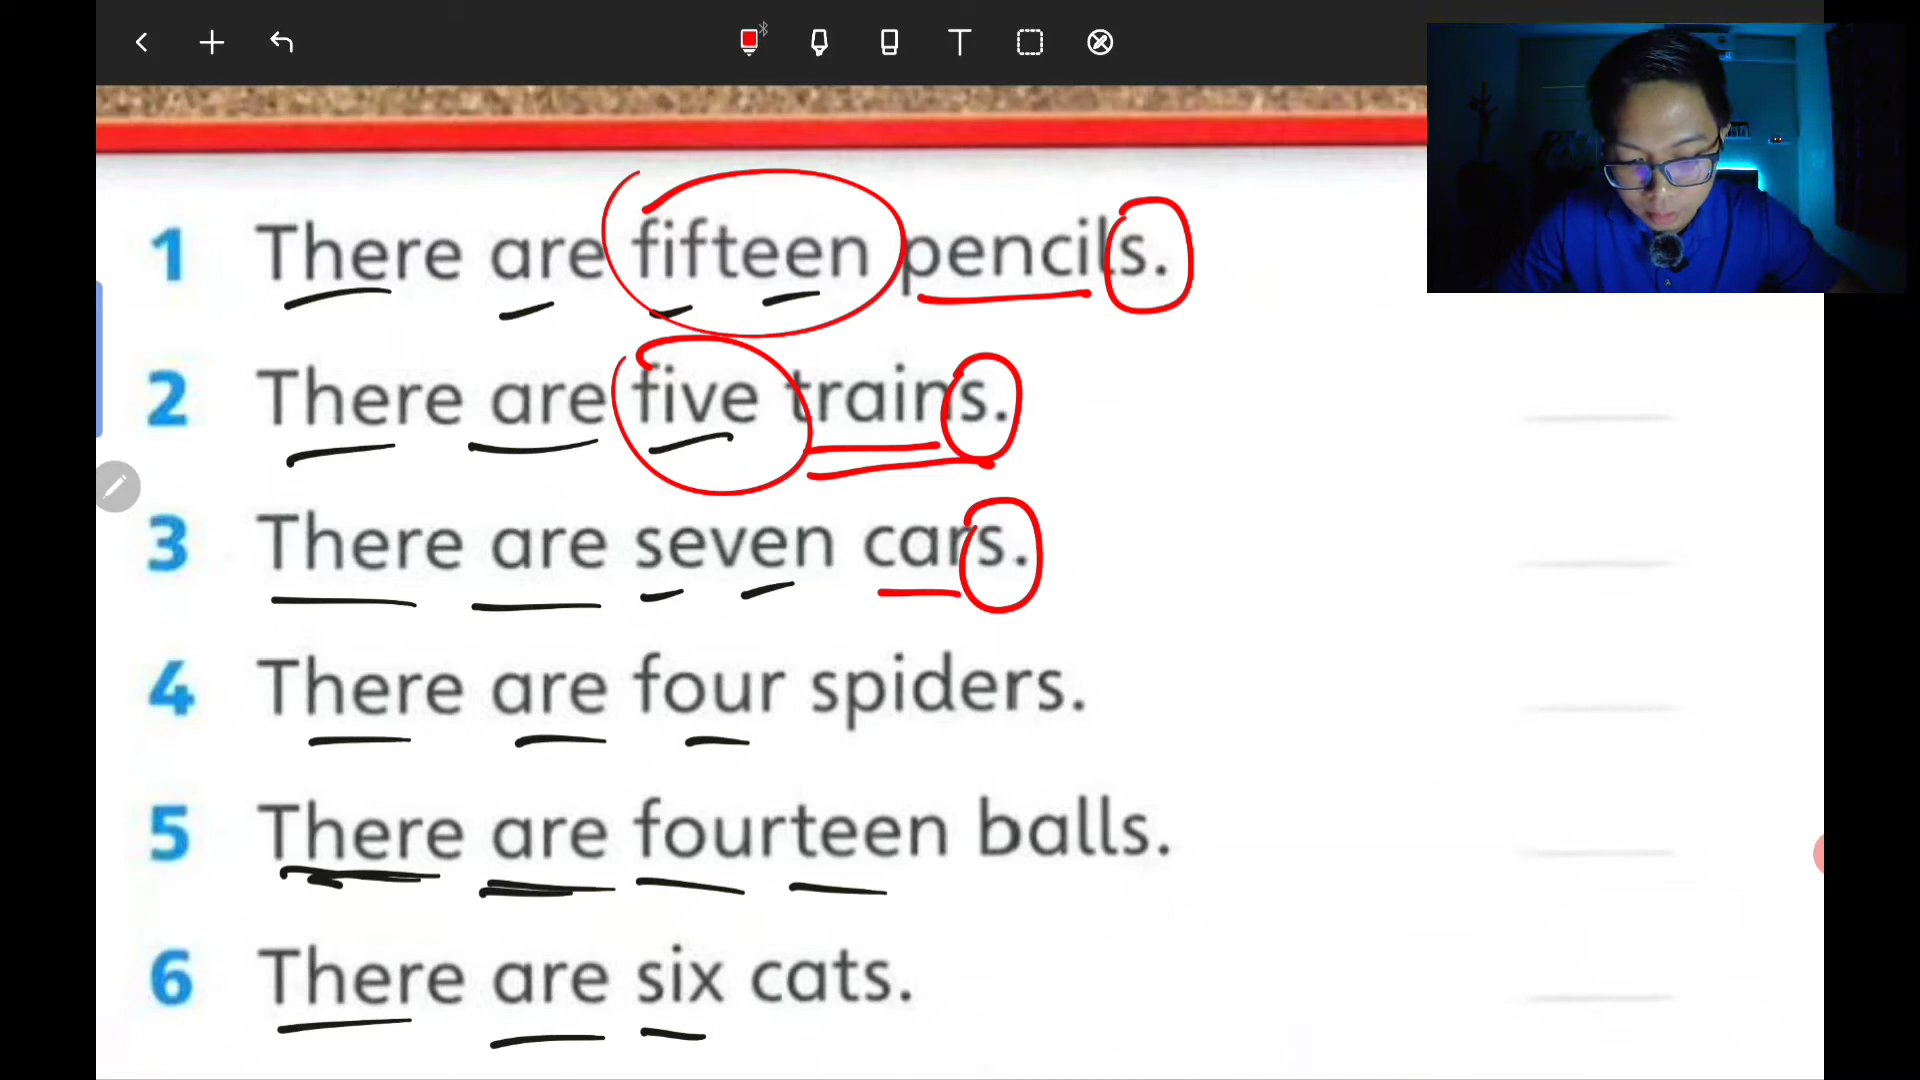 1 There are fifteen pencils.
2 There are five trains.
3 There are seven cars.
4 There are four spiders.
5 There are fourteen balls.
6 There are six cats.